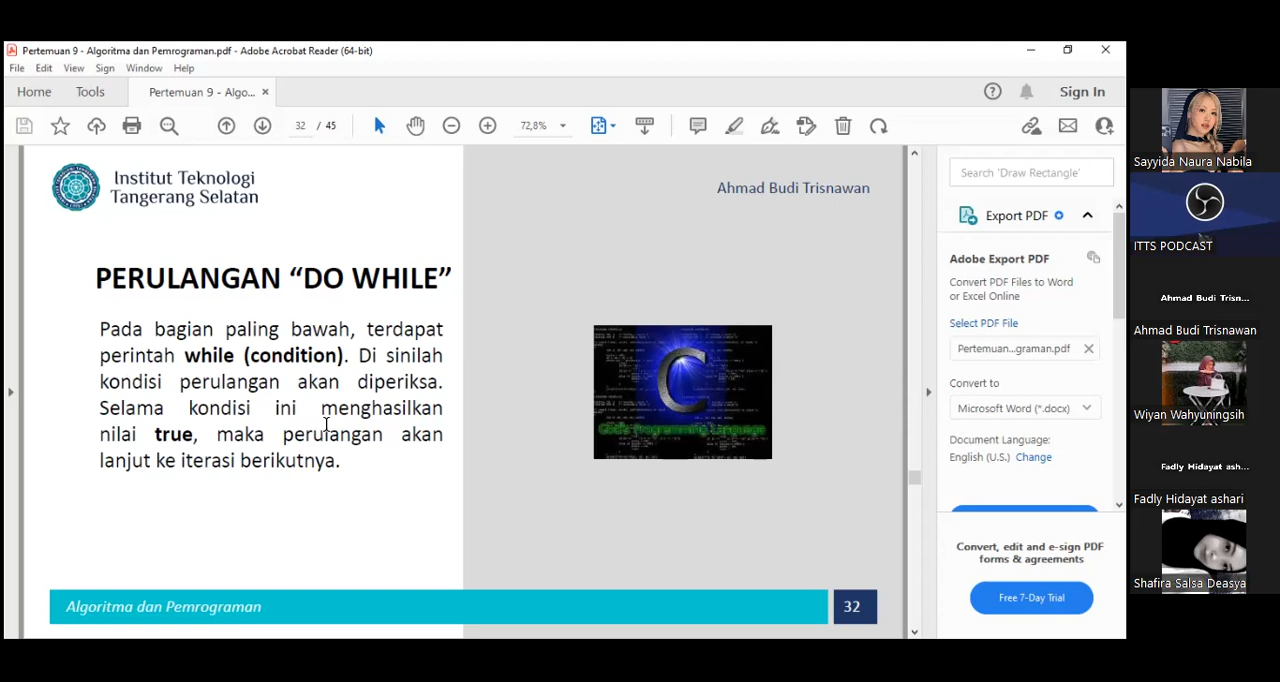 Pertemuan 9 - Algoritma dan Pemrograman.pdf - Adobe Acrobat Reader (64-bit)
File Edit View Sign Window Help
Home Tools Pertemuan 9 - Algo... × Sign In
32 / 45 72,8%
Institut Teknologi
Tangerang Selatan
Ahmad Budi Trisnawan
PERULANGAN “DO WHILE”
Pada bagian paling bawah, terdapat
perintah while (condition). Di sinilah
kondisi perulangan akan diperiksa.
Selama kondisi ini menghasilkan
nilai true, maka perulangan akan
lanjut ke iterasi berikutnya.
C
Algoritma dan Pemrograman
32
Search 'Draw Rectangle'
Export PDF
Adobe Export PDF
Convert PDF Files to Word
or Excel Online
Select PDF File
Pertemuan...graman.pdf
Convert to
Microsoft Word (*.docx)
Document Language:
English (U.S.) Change
Convert, edit and e-sign PDF
forms & agreements
Free 7-Day Trial
Sayyida Naura Nabila
ITTS PODCAST
Ahmad Budi Trisn...
Ahmad Budi Trisnawan
Wiyan Wahyuningsih
Fadly Hidayat ash...
Fadly Hidayat ashari
Shafira Salsa Deasya